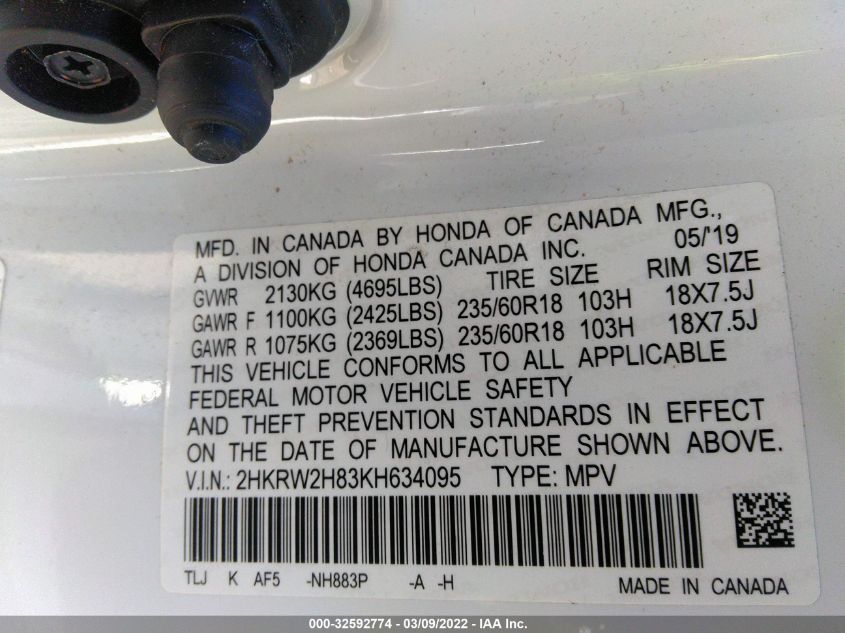 MFD. IN CANADA BY HONDA OF CANADA MFG.,
A DIVISION OF HONDA CANADA INC. 05/'19
GVWR 2130KG (4695LBS) TIRE SIZE RIM SIZE
GAWR F 1100KG (2425LBS) 235/60R18 103H 18X7.5J
GAWR R 1075KG (2369LBS) 235/60R18 103H 18X7.5J
THIS VEHICLE CONFORMS TO ALL APPLICABLE
FEDERAL MOTOR VEHICLE SAFETY
AND THEFT PREVENTION STANDARDS IN EFFECT
ON THE DATE OF MANUFACTURE SHOWN ABOVE.
V.I.N.: 2HKRW2H83KH634095 TYPE: MPV
TLJ K AF5 -NH883P -A -H MADE IN CANADA
000-32592774 - 03/09/2022 - IAA Inc.